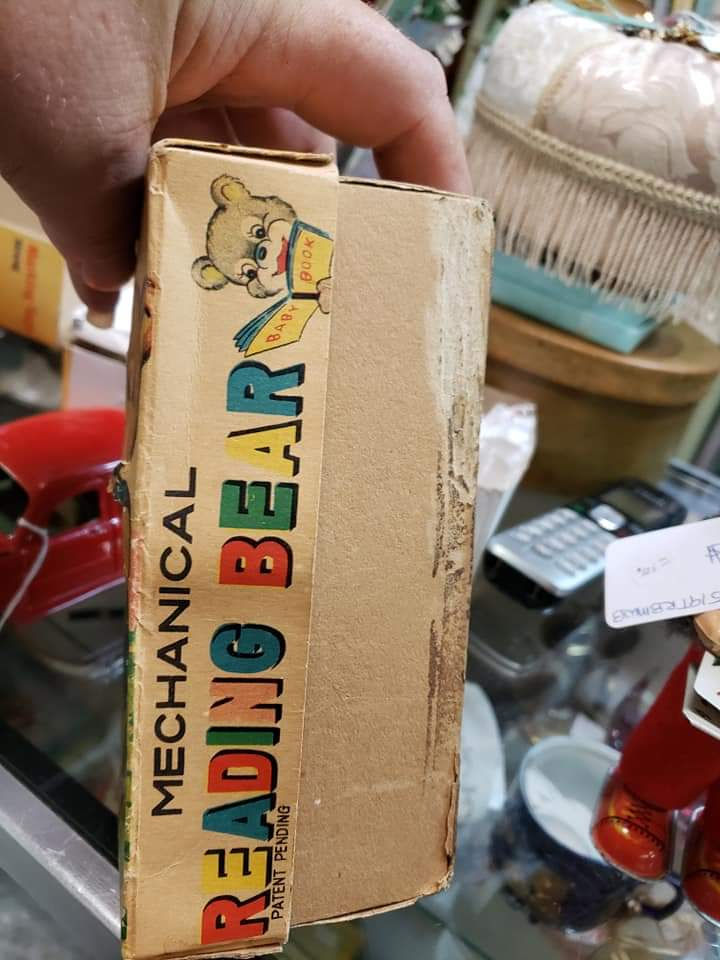 MECHANICAL
READING BEAR
PATENT PENDING
BABY BOOK